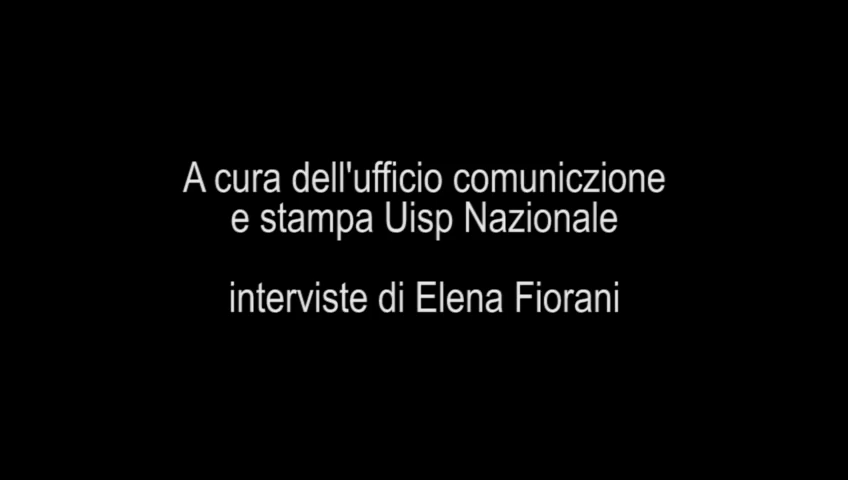 A cura dell'ufficio comuniczione
e stampa Uisp Nazionale
interviste di Elena Fiorani